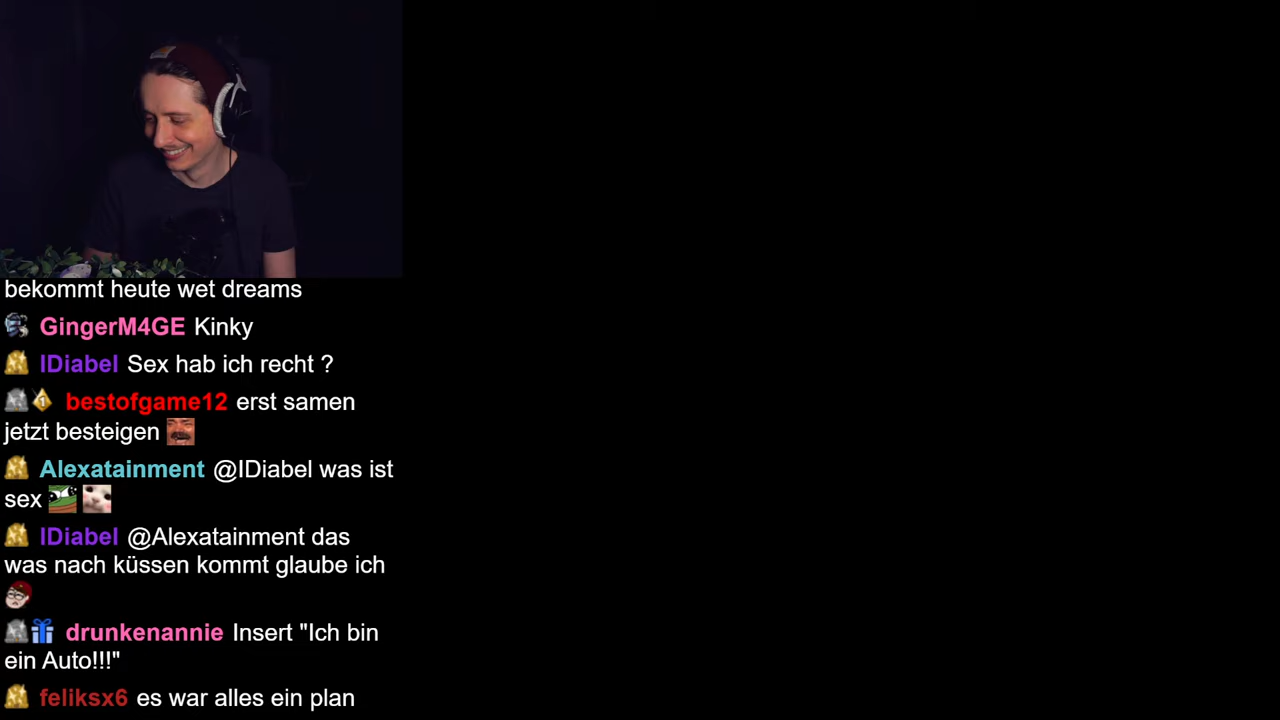 bekommt heute wet dreams
GingerM4GE Kinky
IDiabel Sex hab ich recht ?
bestofgame12 erst samen
jetzt besteigen
Alexatainment @IDiabel was ist
sex
IDiabel @Alexatainment das
was nach küssen kommt glaube ich
drunkenannie Insert "Ich bin
ein Auto!!!"
feliksx6 es war alles ein plan